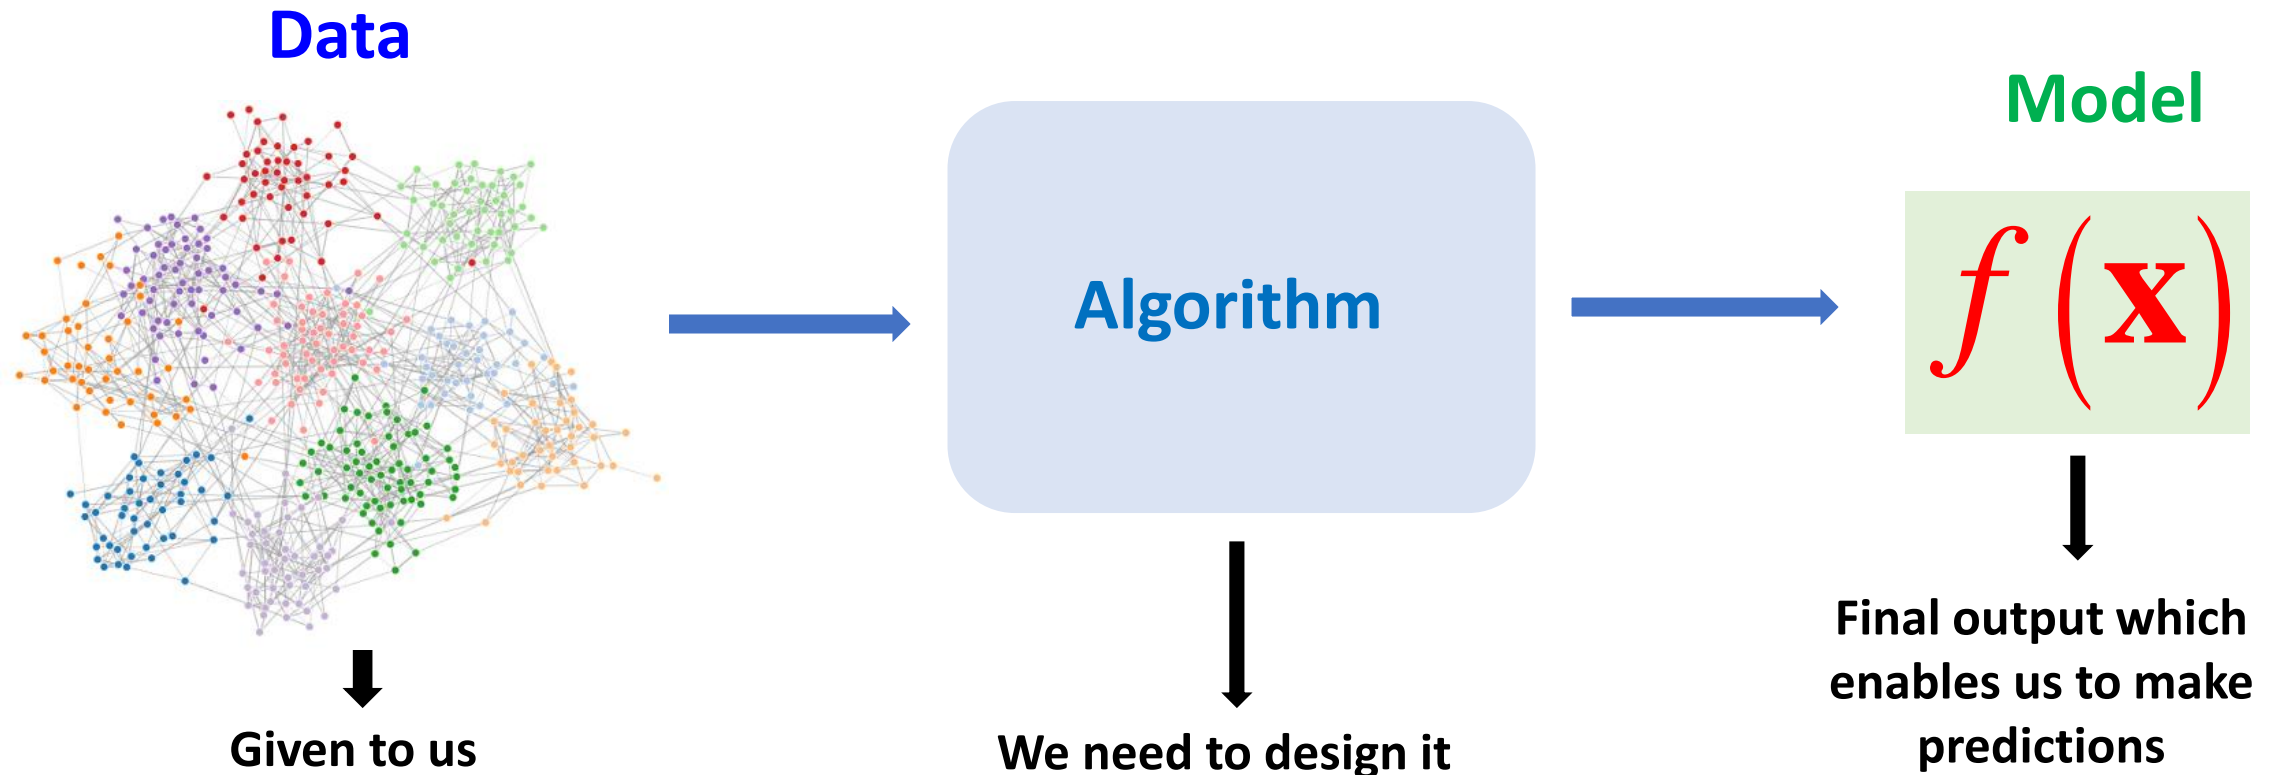 Data
Model
Algorithm
f (x)
Given to us
We need to design it
Final output which
enables us to make
predictions